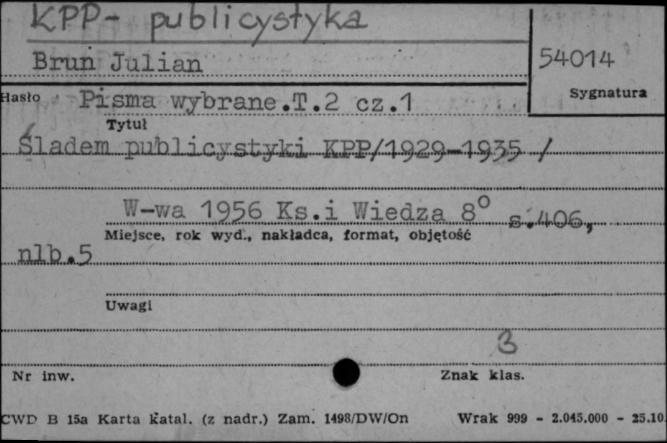 KPP- publicystyka
Brun Julian
54014
Hasło Pisma wybrane.T.2 cz.1
Sygnatura
Tytuł
Śladem publicystyki KPP/1929-1935 /
W-wa 1956 Ks.i Wiedza 8° s.406,
Miejsce, rok wyd., nakładca, format, objętość
nlb.5
Uwagi
3
Nr inw. Znak klas.
CWD B 15a Karta katal. (z nadr.) Zam. 1498/DW/On Wrak 999 - 2.045.000 - 25.10